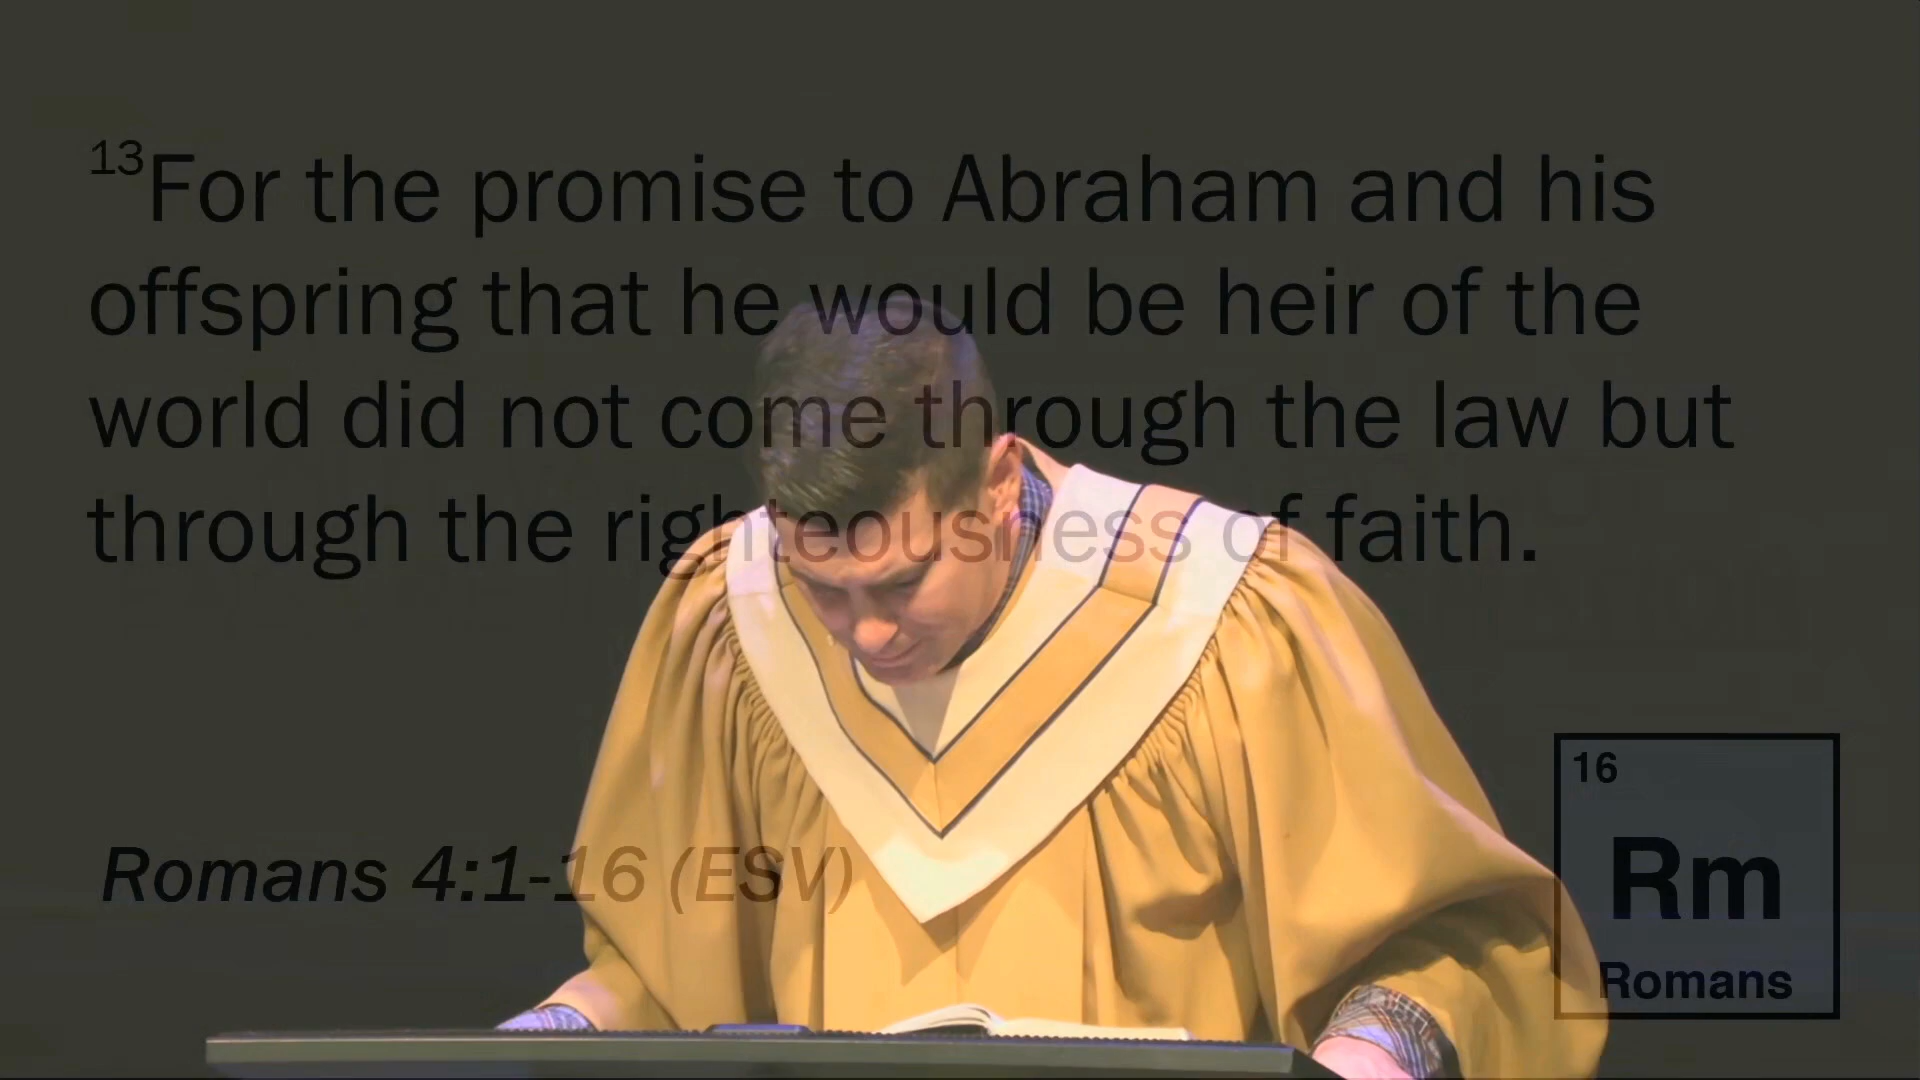 13For the promise to Abraham and his
offspring that he would be heir of the
world did not come through the law but
through the righteousness of faith.
Romans 4:1-16 (ESV)
16
Rm
Romans